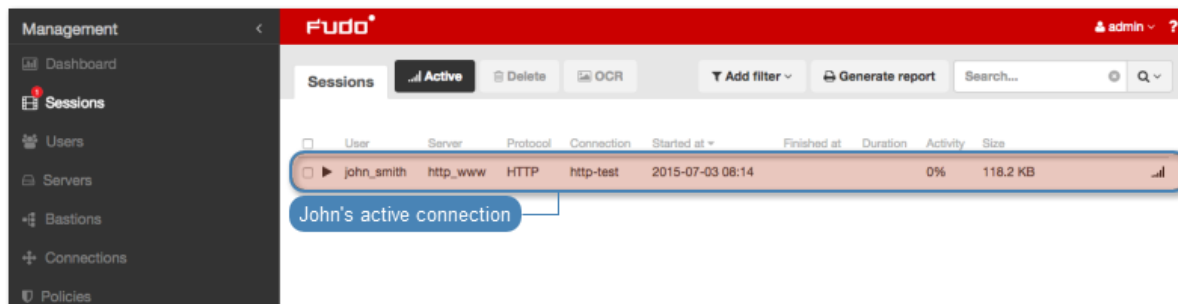 Management < FUDO admin ?
Dashboard
Sessions Active Delete OCR Add filter Generate report Search...
1
Sessions
Users
User Server Protocol Connection Started at Finished at Duration Activity Size
john_smith http_www HTTP http-test 2015-07-03 08:14 0% 118.2 KB
Servers
John's active connection
Bastions
Connections
Policies